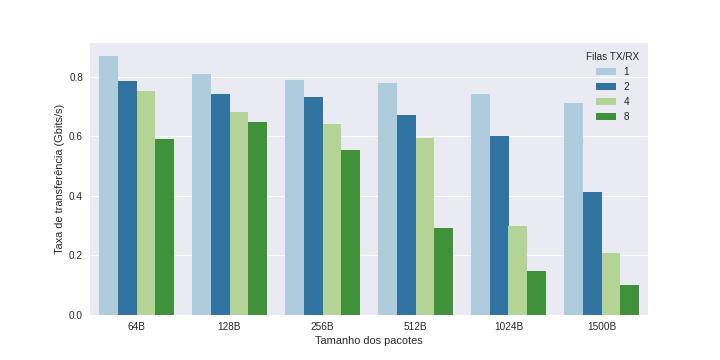 Filas TX/RX
1
2
4
8
Taxa de transferência (Gbits/s)
0.8
0.6
0.4
0.2
0.0
64B 128B 256B 512B 1024B 1500B
Tamanho dos pacotes